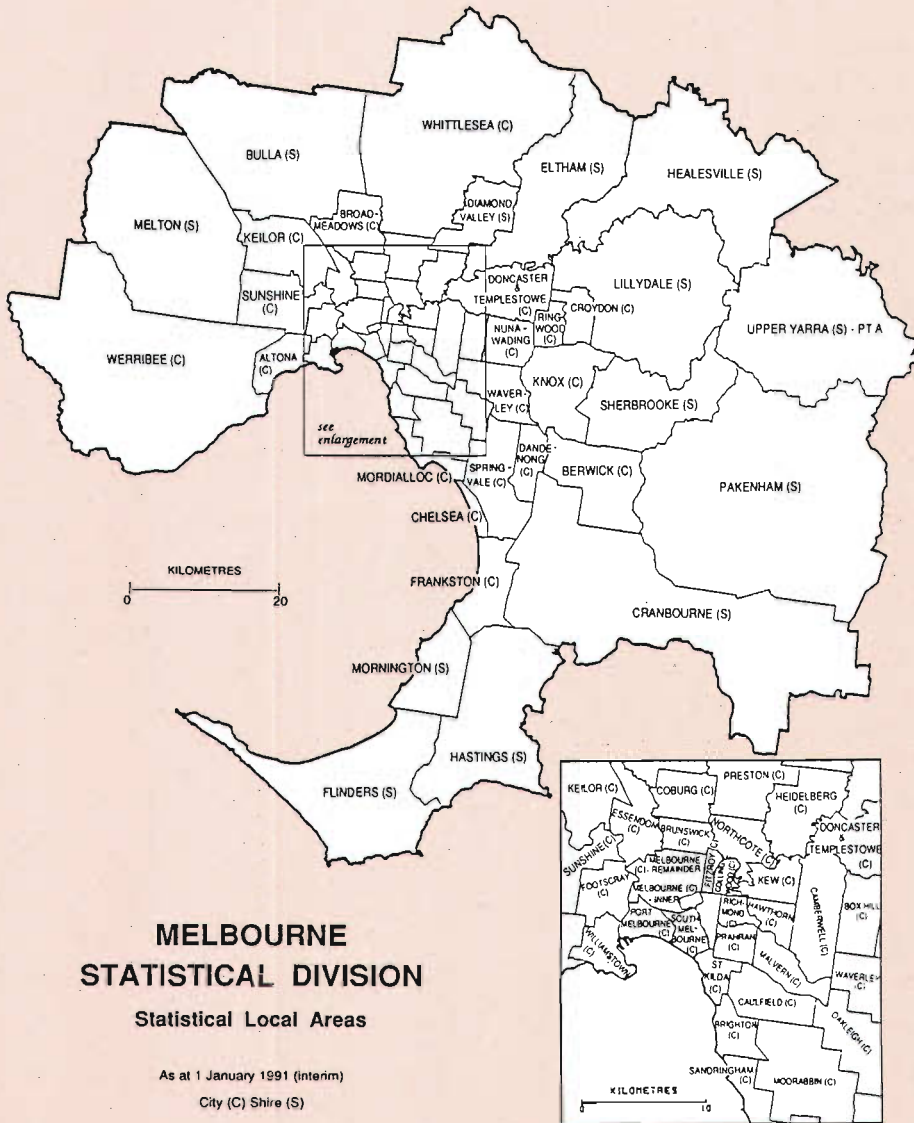 WHITTLESEA (C)
BULLA (S)
ELTHAM (S)
HEALESVILLE (S)
MELTON (S)
BROAD-
MEADOWS (C)
DIAMOND
VALLEY (S)
KEILOR (C)
SUNSHINE
(C)
DONCASTER
&
TEMPLESTOWE
(C)
LILLYDALE (S)
CROYDON (C)
RING
WOOD
(C)
NUNA-
WADING
(C)
UPPER YARRA (S) - PT A
WERRIBEE (C)
ALTONA
(C)
KNOX (C)
WAVER-
LEY (C)
SHERBROOKE (S)
see
enlargement
MORDIALLOC (C)
SPRING-
VALE (C)
DANDE-
NONG
(C)
BERWICK (C)
PAKENHAM (S)
CHELSEA (C)
KILOMETRES
0 20
FRANKSTON (C)
CRANBOURNE (S)
MORNINGTON (S)
HASTINGS (S)
FLINDERS (S)
MELBOURNE
STATISTICAL DIVISION
Statistical Local Areas
As at 1 January 1991 (interim)
City (C) Shire (S)
KEILOR (C)
COBURG (C)
PRESTON (C)
HEIDELBERG
(C)
ESSENDON
(C)
BRUNSWICK
(C)
NORTHCOTE (C)
DONCASTER
&
TEMPLESTOWE
(C)
SUNSHINE (C)
MELBOURNE
(C)- REMAINDER
FITZROY (C)
COLLING
WOOD (C)
KEW (C)
FOOTSCRAY
(C)
MELBOURNE (C)
- INNER
CAMBERWELL (C)
BOX HILL
(C)
RICH-
MOND (C)
HAWTHORN
(C)
PORT
MELBOURNE
(C)
SOUTH
MEL-
BOURNE
(C)
PRAHRAN
(C)
WILLIAMSTOWN
(C)
MALVERN (C)
ST
KILDA
(C)
WAVERLEY
(C)
CAULFIELD (C)
OAKLEIGH (C)
BRIGHTON
(C)
SANDRINGHAM
(C)
MOORABBIN (C)
KILOMETRES
0 10